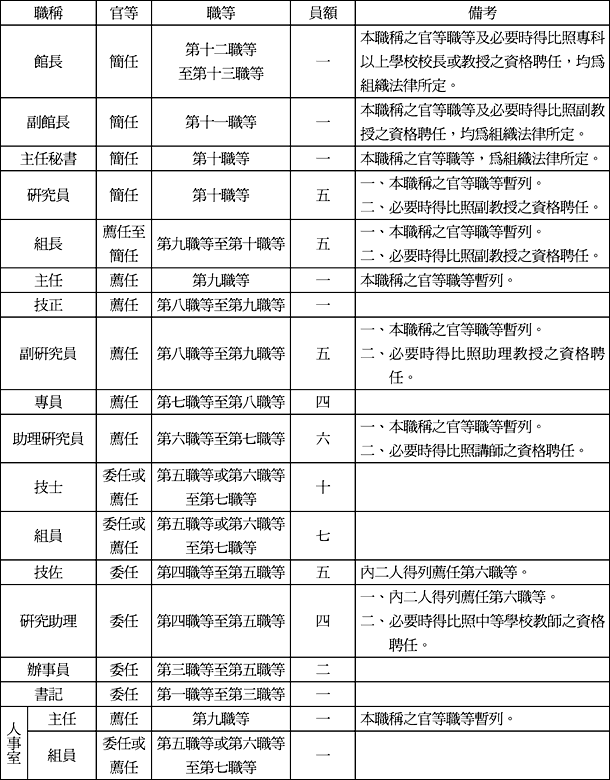 職稱 官等 職等 員額 備考
館長 簡任 第十二職等至第十三職等 一 本職稱之官等職等及必要時得比照專科以上學校校長或教授之資格聘任，均為組織法律所定。
副館長 簡任 第十一職等 一 本職稱之官等職等及必要時得比照副教授之資格聘任，均為組織法律所定。
主任秘書 簡任 第十職等 一 本職稱之官等職等，為組織法律所定。
研究員 簡任 第十職等 五 一、本職稱之官等職等暫列。
二、必要時得比照副教授之資格聘任。
組長 薦任至簡任 第九職等至第十職等 五 一、本職稱之官等職等暫列。
二、必要時得比照副教授之資格聘任。
主任 薦任 第九職等 一 本職稱之官等職等暫列。
技正 薦任 第八職等至第九職等 一
副研究員 薦任 第八職等至第九職等 五 一、本職稱之官等職等暫列。
二、必要時得比照助理教授之資格聘任。
專員 薦任 第七職等至第八職等 四
助理研究員 薦任 第六職等至第七職等 六 一、本職稱之官等職等暫列。
二、必要時得比照講師之資格聘任。
技士 委任或薦任 第五職等或第六職等至第七職等 十
組員 委任或薦任 第五職等或第六職等至第七職等 七
技佐 委任 第四職等至第五職等 五 內二人得列薦任第六職等。
研究助理 委任 第四職等至第五職等 四 一、內二人得列薦任第六職等。
二、必要時得比照中等學校教師之資格聘任。
辦事員 委任 第三職等至第五職等 二
書記 委任 第一職等至第三職等 一
人事室 主任 薦任 第九職等 一 本職稱之官等職等暫列。
組員 委任或薦任 第五職等或第六職等至第七職等 一